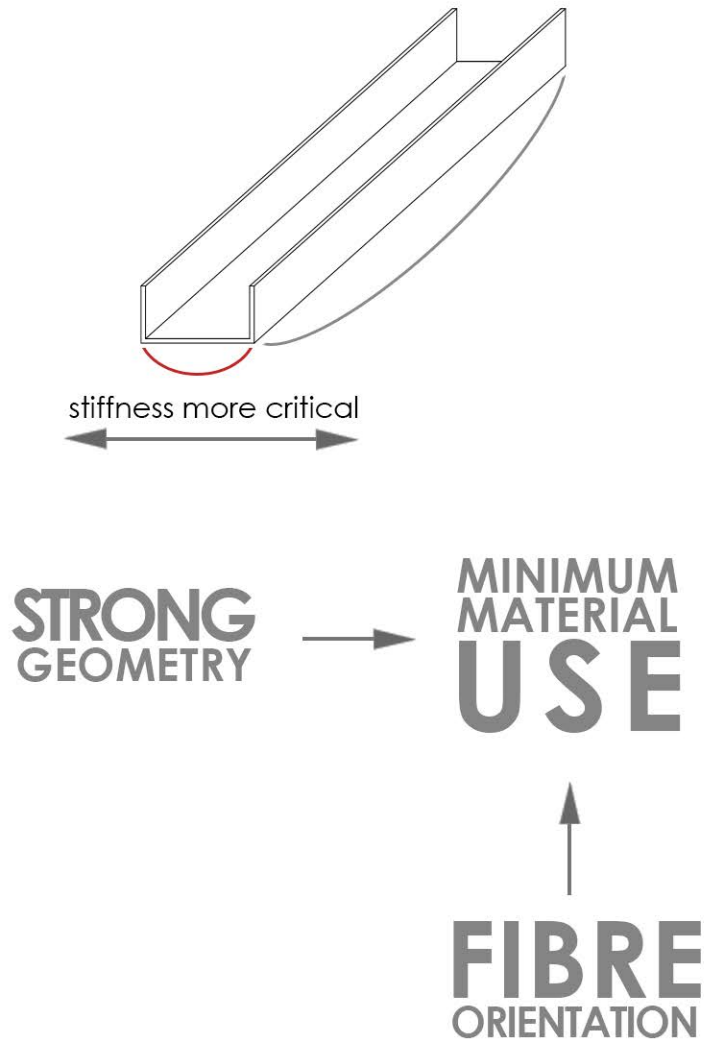 stiffness more critical
STRONG
GEOMETRY
MINIMUM
MATERIAL
USE
FIBRE
ORIENTATION